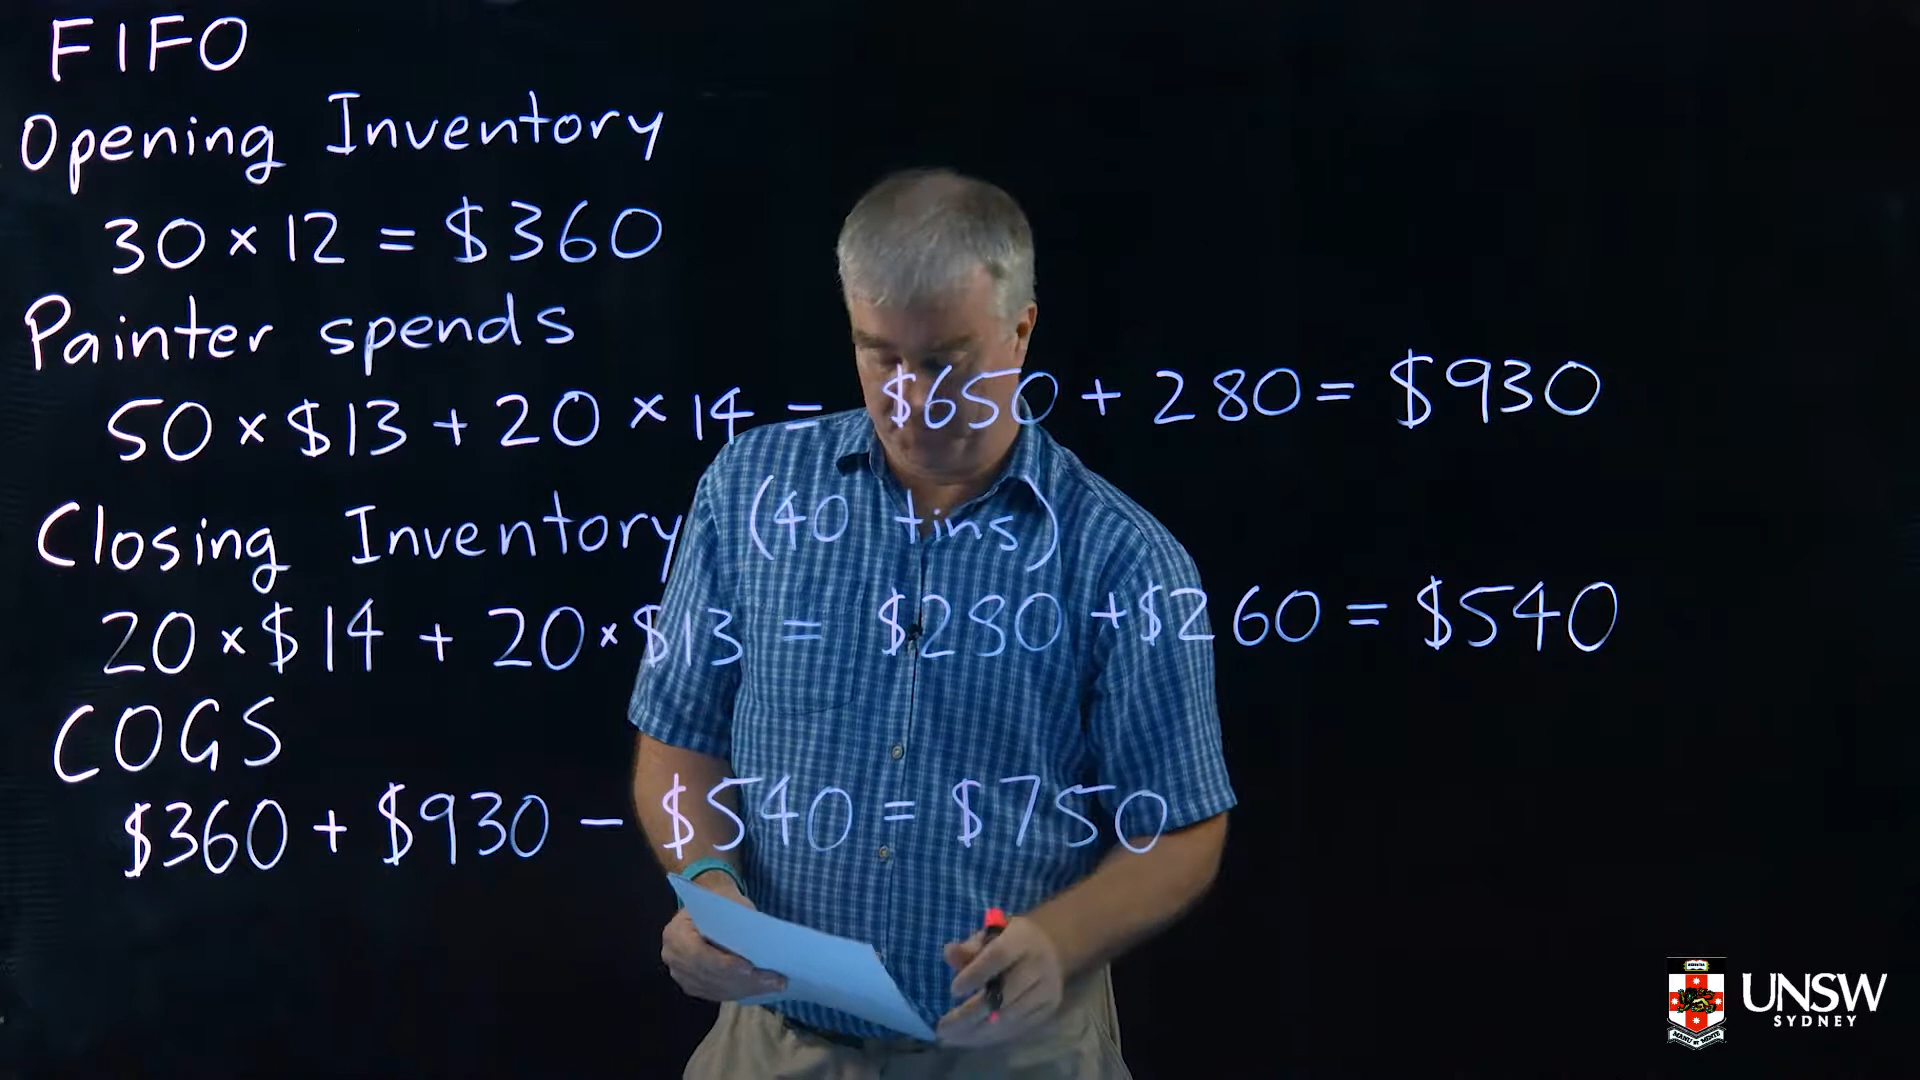 FIFO
Opening Inventory
30 × 12 = $360
Painter spends
50 × $13 + 20 × 14 = $650 + 280 = $930
Closing Inventory (40 tins)
20 × $14 + 20 × $13 = $280 + $260 = $540
COGS
$360 + $930 - $540 = $750
UNSW
SYDNEY